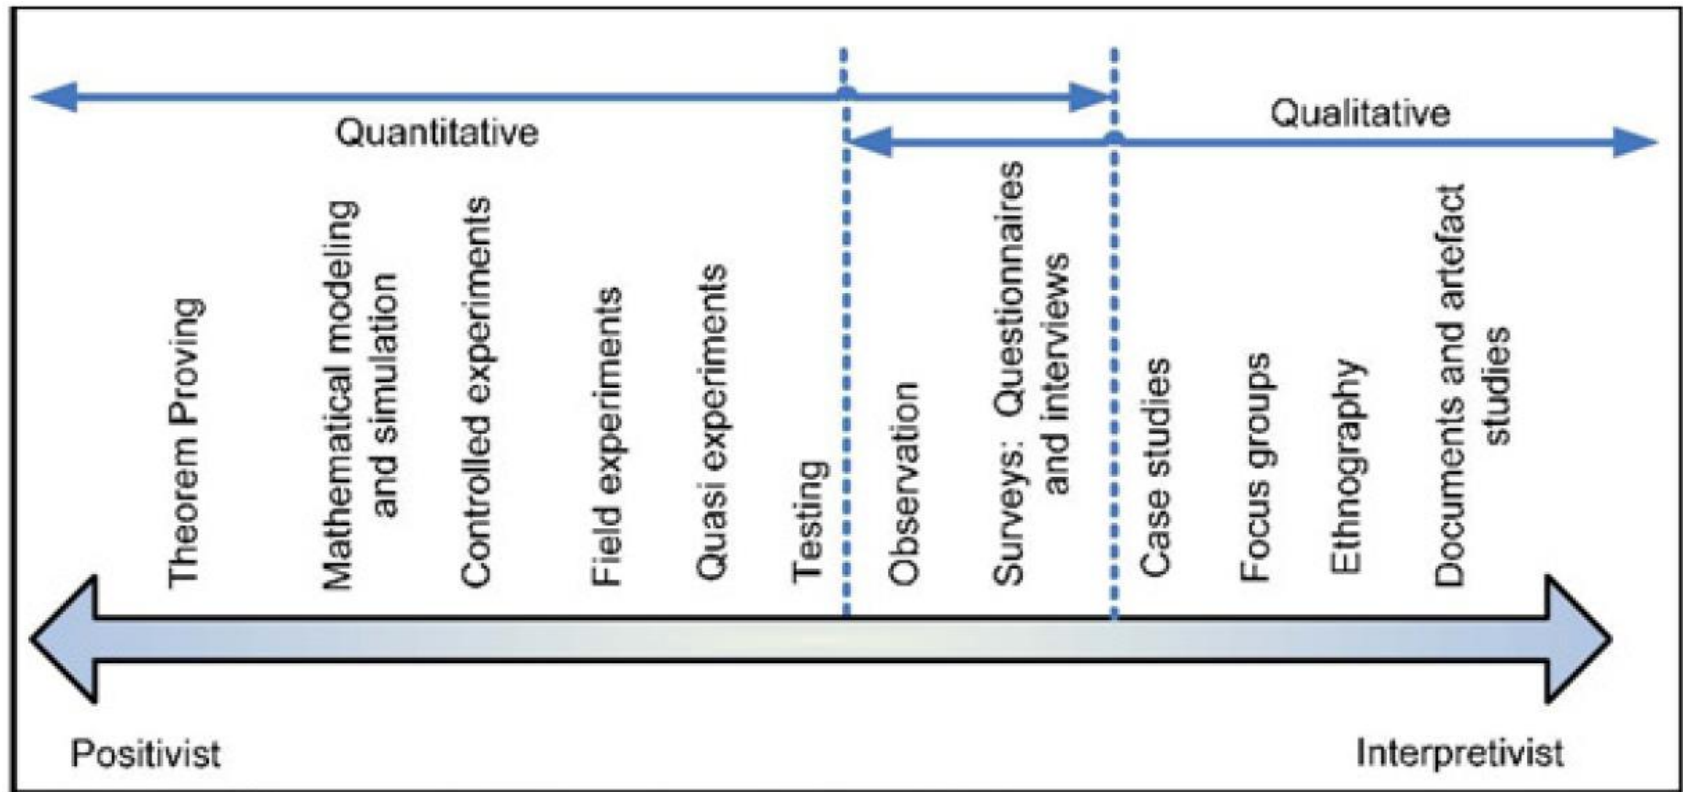 Quantitative
Qualitative
Theorem Proving
Mathematical modeling
and simulation
Controlled experiments
Field experiments
Quasi experiments
Testing
Observation
Surveys: Questionnaires
and interviews
Case studies
Focus groups
Ethnography
Documents and artefact
studies
Positivist
Interpretivist